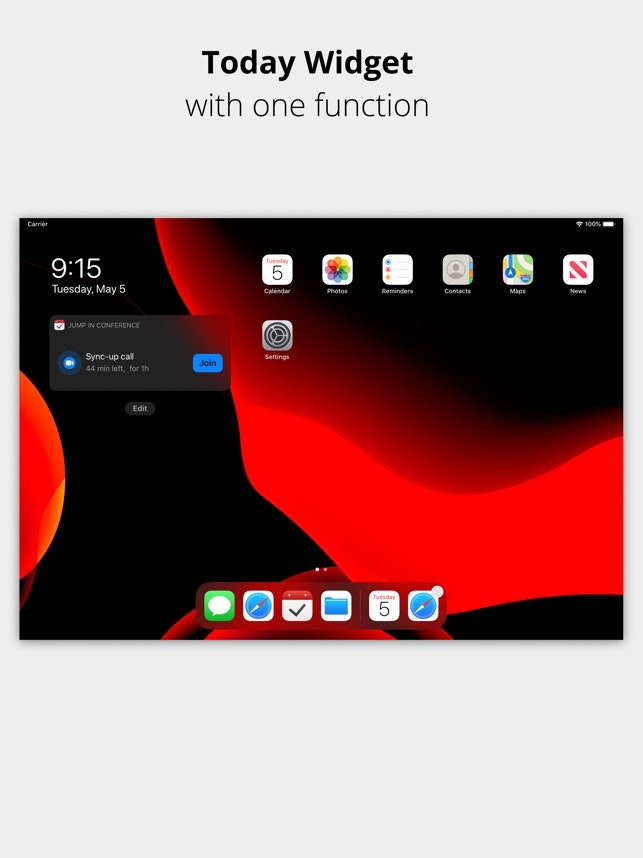 Today Widget
with one function
Carrier
100%
9:15
Tuesday, May 5
JUMP IN CONFERENCE
Sync-up call
44 min left,  for 1h
Join
Edit
Tuesday
5
Calendar
Photos
Reminders
Contacts
Maps
News
Settings
Tuesday
5